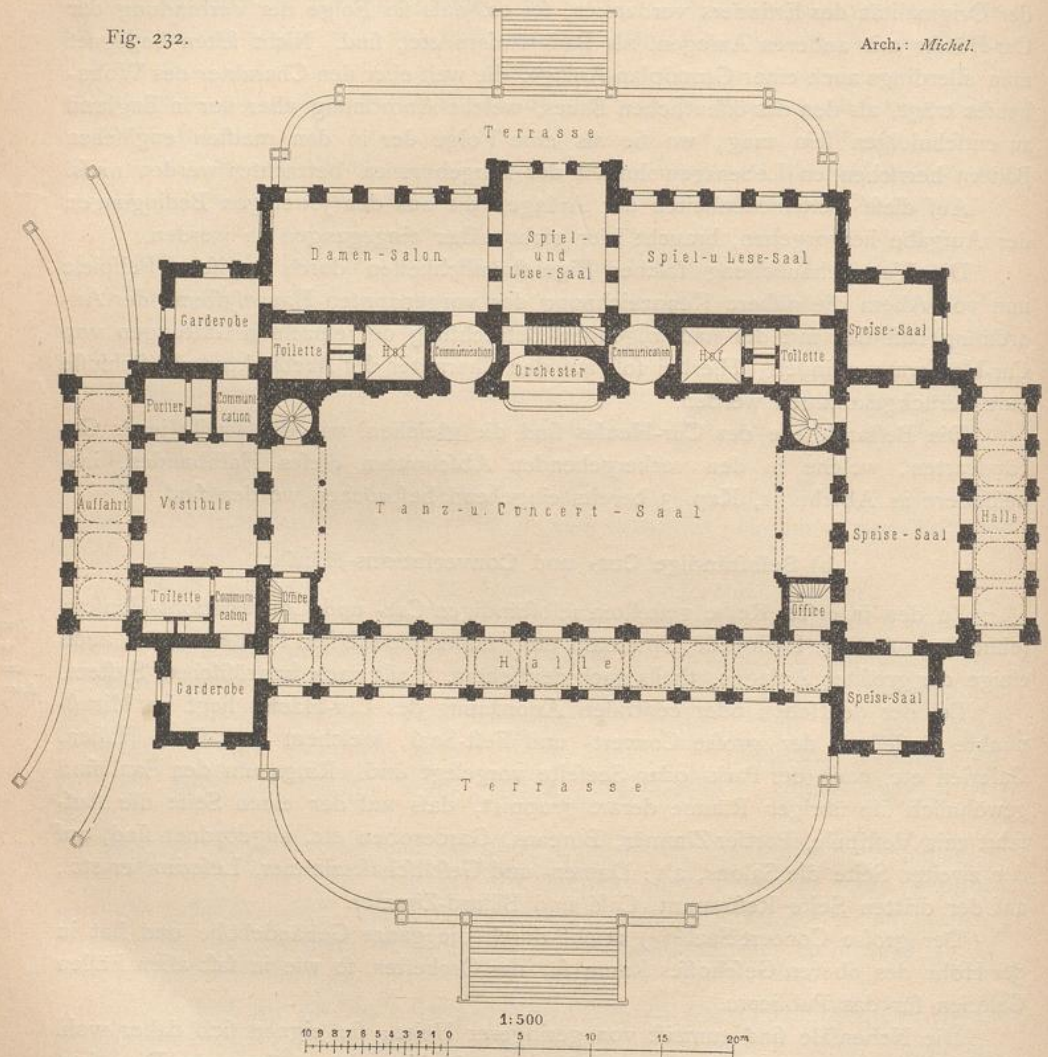 Fig. 232.
Arch.: Michel.
Terrasse
Damen-Salon
Spiel-
und
Lese-Saal
Spiel-u Lese-Saal
Garderobe
Speise-Saal
Toilette
Hof
Communication
Orchester
Communication
Hof
Toilette
Portier
Communi-
cation
Auffahrt
Vestibule
Tanz-u. Concert-Saal
Speise-Saal
Halle
Toilette
Communi-
cation
Office
Office
Halle
Garderobe
Speise-Saal
Terrasse
1:500
10 9 8 7 6 5 4 3 2 1 0 5 10 15 20m